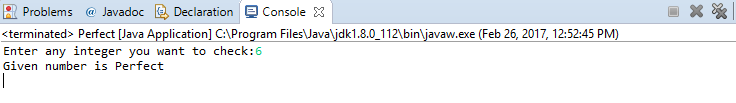 Problems @ Javadoc Declaration Console
<terminated> Perfect [Java Application] C:\Program Files\Java\jdk1.8.0_112\bin\javaw.exe (Feb 26, 2017, 12:52:45 PM)
Enter any integer you want to check:6
Given number is Perfect